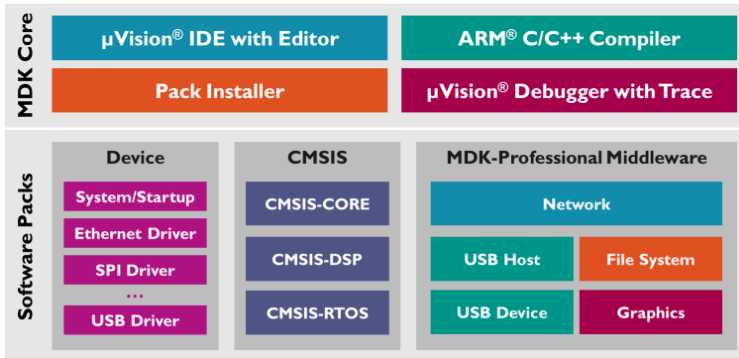 MDK Core
µVision® IDE with Editor
ARM® C/C++ Compiler
Pack Installer
µVision® Debugger with Trace
Software Packs
Device
System/Startup
Ethernet Driver
SPI Driver
...
USB Driver
CMSIS
CMSIS-CORE
CMSIS-DSP
CMSIS-RTOS
MDK-Professional Middleware
Network
USB Host
File System
USB Device
Graphics